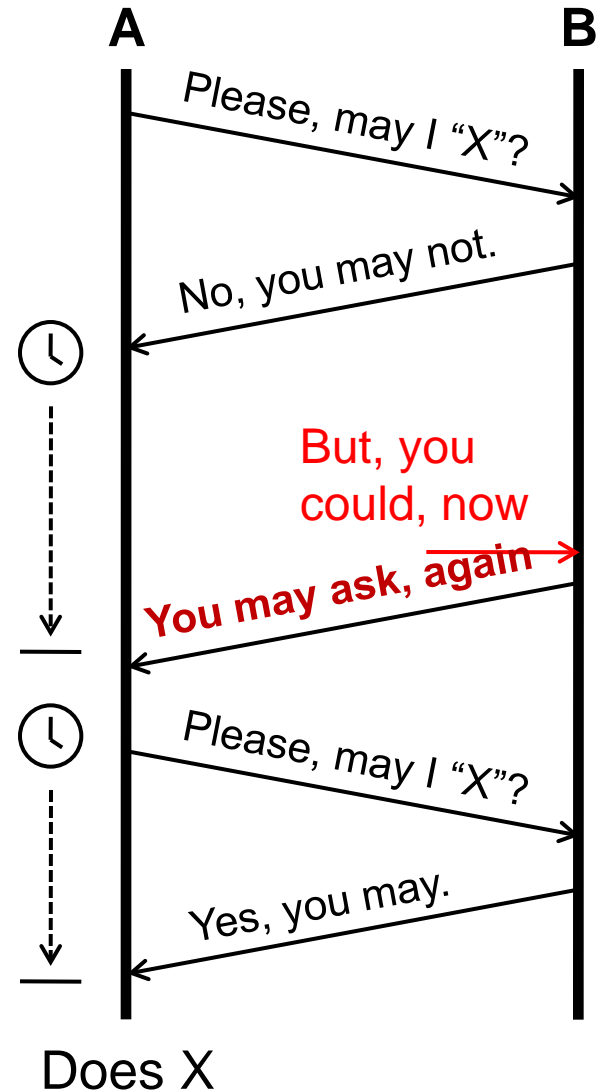 A
B
Please, may I “X”?
No, you may not.
But, you
could, now
You may ask, again
Please, may I “X”?
Yes, you may.
Does X